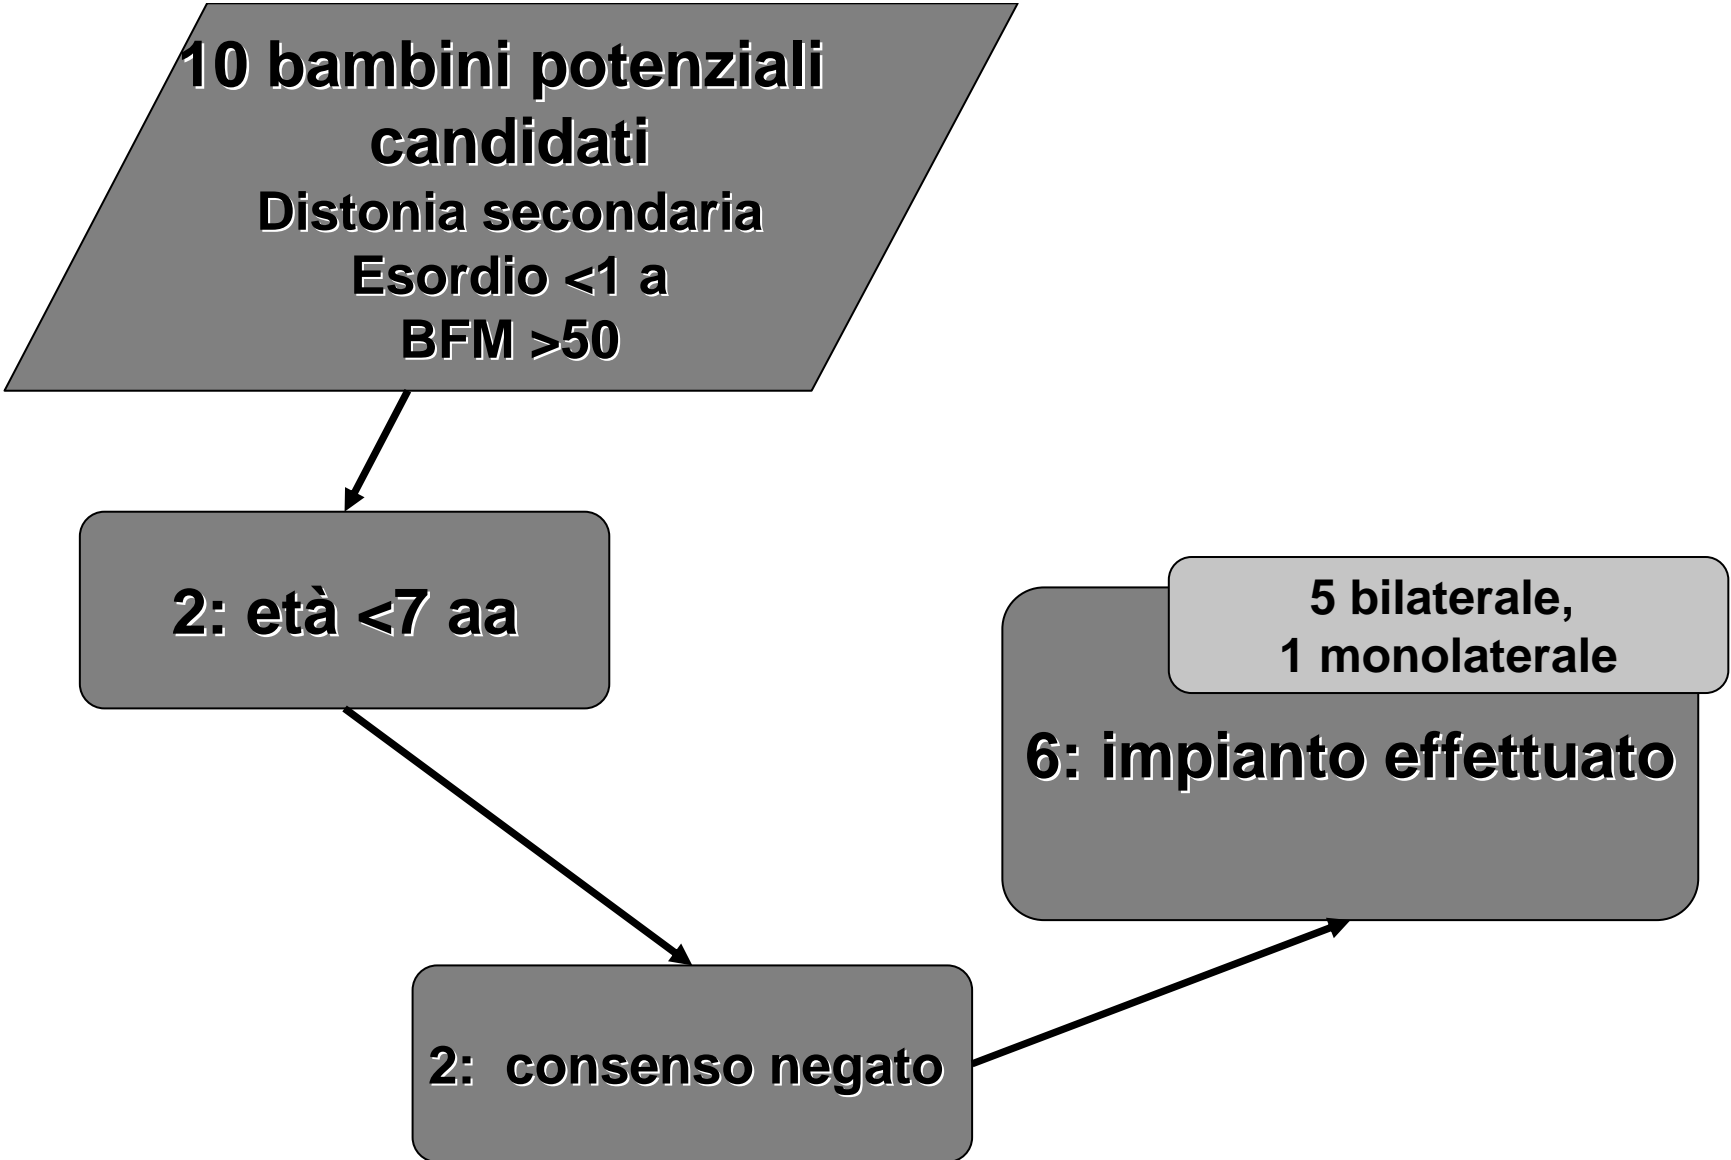 10 bambini potenziali
candidati
Distonia secondaria
Esordio <1 a
BFM >50
2: età <7 aa
5 bilaterale,
1 monolaterale
6: impianto effettuato
2:  consenso negato